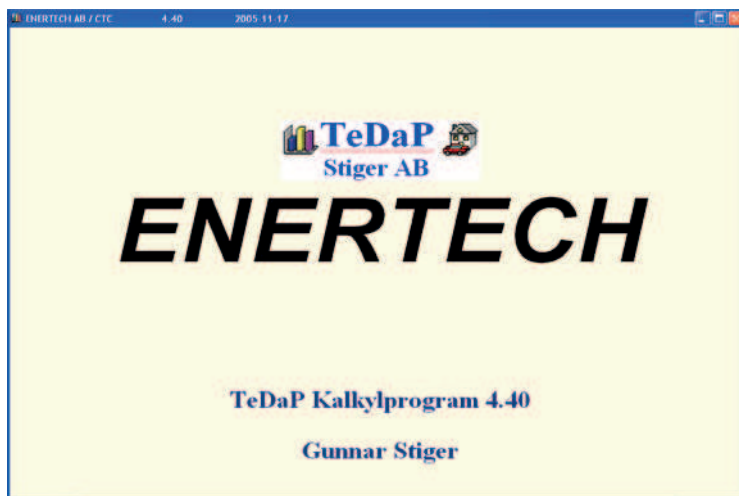 ENERTECH AB / CTC 4.40 2005-11-17
TeDaP
Stiger AB
ENERTECH
TeDaP Kalkylprogram 4.40
Gunnar Stiger